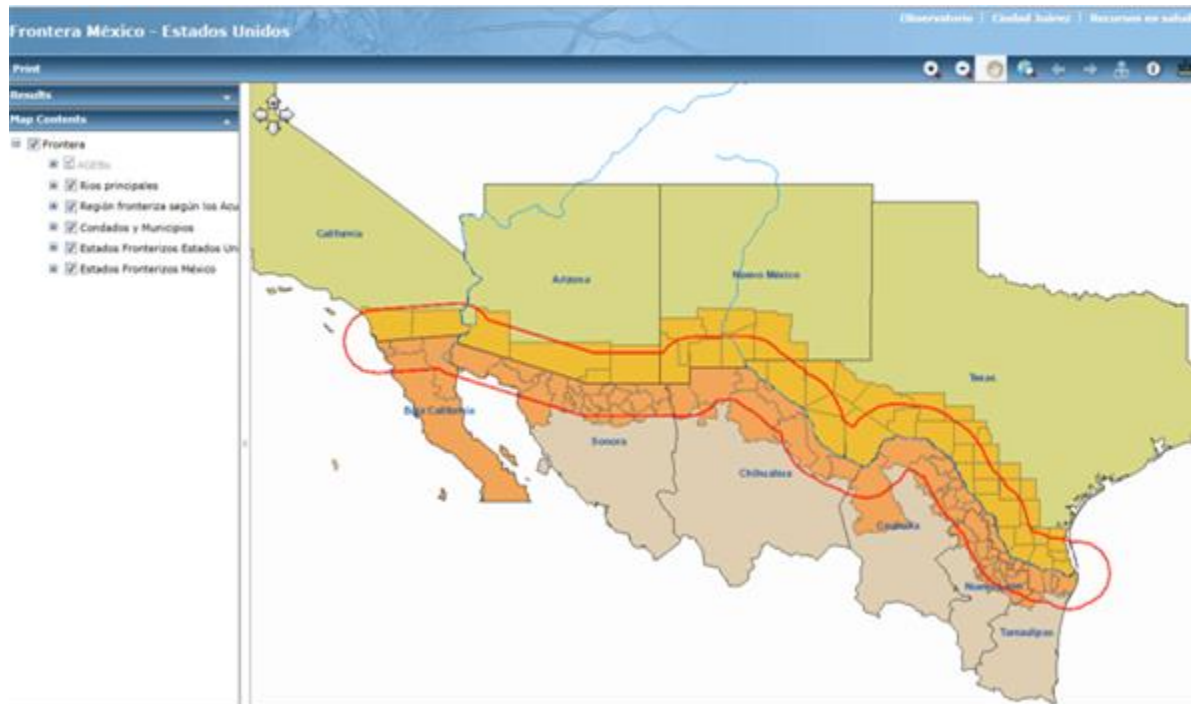 Observatorio | Ciudad Juárez | Recursos en salud
Frontera México - Estados Unidos
Print
Results
Map Contents
Frontera
AGEBs
Rios principales
Región fronteriza según los Acu
Condados y Municipios
Estados Fronterizos Estados Un
Estados Fronterizos México
California
Arizona
Nuevo México
Texas
Baja California
Sonora
Chihuahua
Coahuila
Nuevo León
Tamaulipas